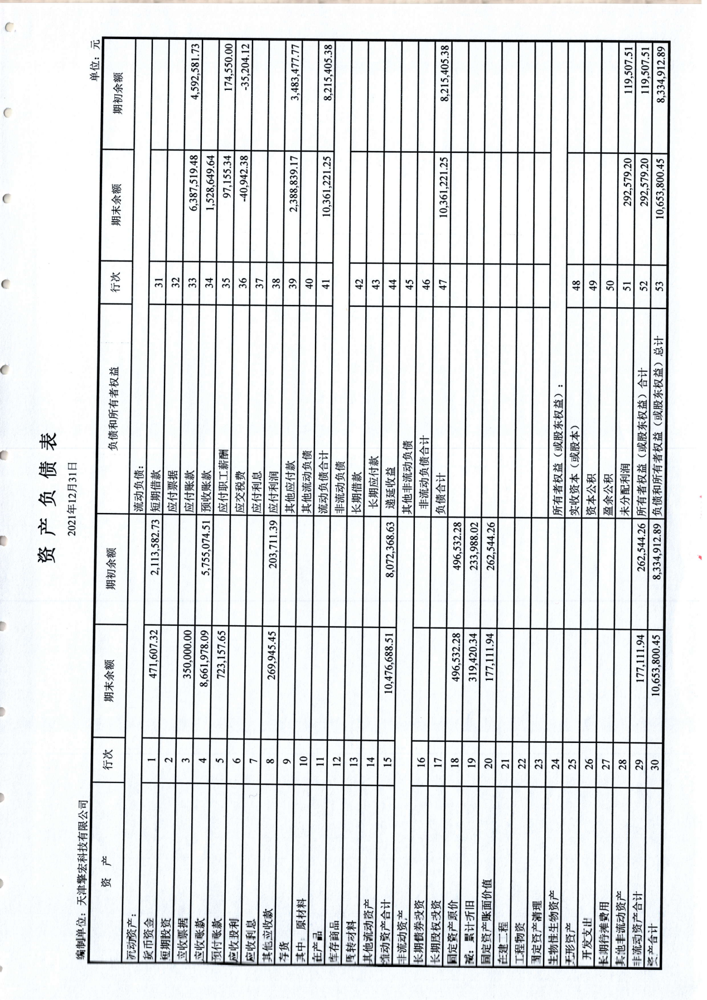 资 产 负 债 表
2021年12月31日
编制单位：天津擎宏科技有限公司 单位：元
资 产 行次 期末余额 期初余额 负债和所有者权益 行次 期末余额 期初余额
流动资产： 流动负债：
货币资金 1 471,607.32 2,113,582.73 短期借款 31
短期投资 2 应付票据 32
应收票据 3 350,000.00 应付账款 33 6,387,519.48 4,592,581.73
应收账款 4 8,661,978.09 5,755,074.51 预收账款 34 1,528,649.64
预付账款 5 723,157.65 应付职工薪酬 35 97,155.34 174,550.00
应收股利 6 应交税费 36 -40,942.38 -35,204.12
应收利息 7 应付利息 37
其他应收款 8 269,945.45 203,711.39 应付利润 38
存货 9 其他应付款 39 2,388,839.17 3,483,477.77
其中：原材料 10 其他流动负债 40
在产品 11 流动负债合计 41 10,361,221.25 8,215,405.38
库存商品 12 非流动负债
周转材料 13 长期借款 42
其他流动资产 14 长期应付款 43
流动资产合计 15 10,476,688.51 8,072,368.63 递延收益 44
非流动资产 其他非流动负债 45
长期债券投资 16 非流动负债合计 46
长期股权投资 17 负债合计 47 10,361,221.25 8,215,405.38
固定资产原价 18 496,532.28 496,532.28
减：累计折旧 19 319,420.34 233,988.02
固定资产账面价值 20 177,111.94 262,544.26
在建工程 21
工程物资 22
固定资产清理 23
生物性生物资产 24 所有者权益（或股东权益）：
无形资产 25 实收资本（或股本） 48
开发支出 26 资本公积 49
长期待摊费用 27 盈余公积 50
其他非流动资产 28 未分配利润 51 292,579.20 119,507.51
非流动资产合计 29 177,111.94 262,544.26 所有者权益（或股东权益）合计 52 292,579.20 119,507.51
资产合计 30 10,653,800.45 8,334,912.89 负债和所有者权益（或股东权益）总计 53 10,653,800.45 8,334,912.89